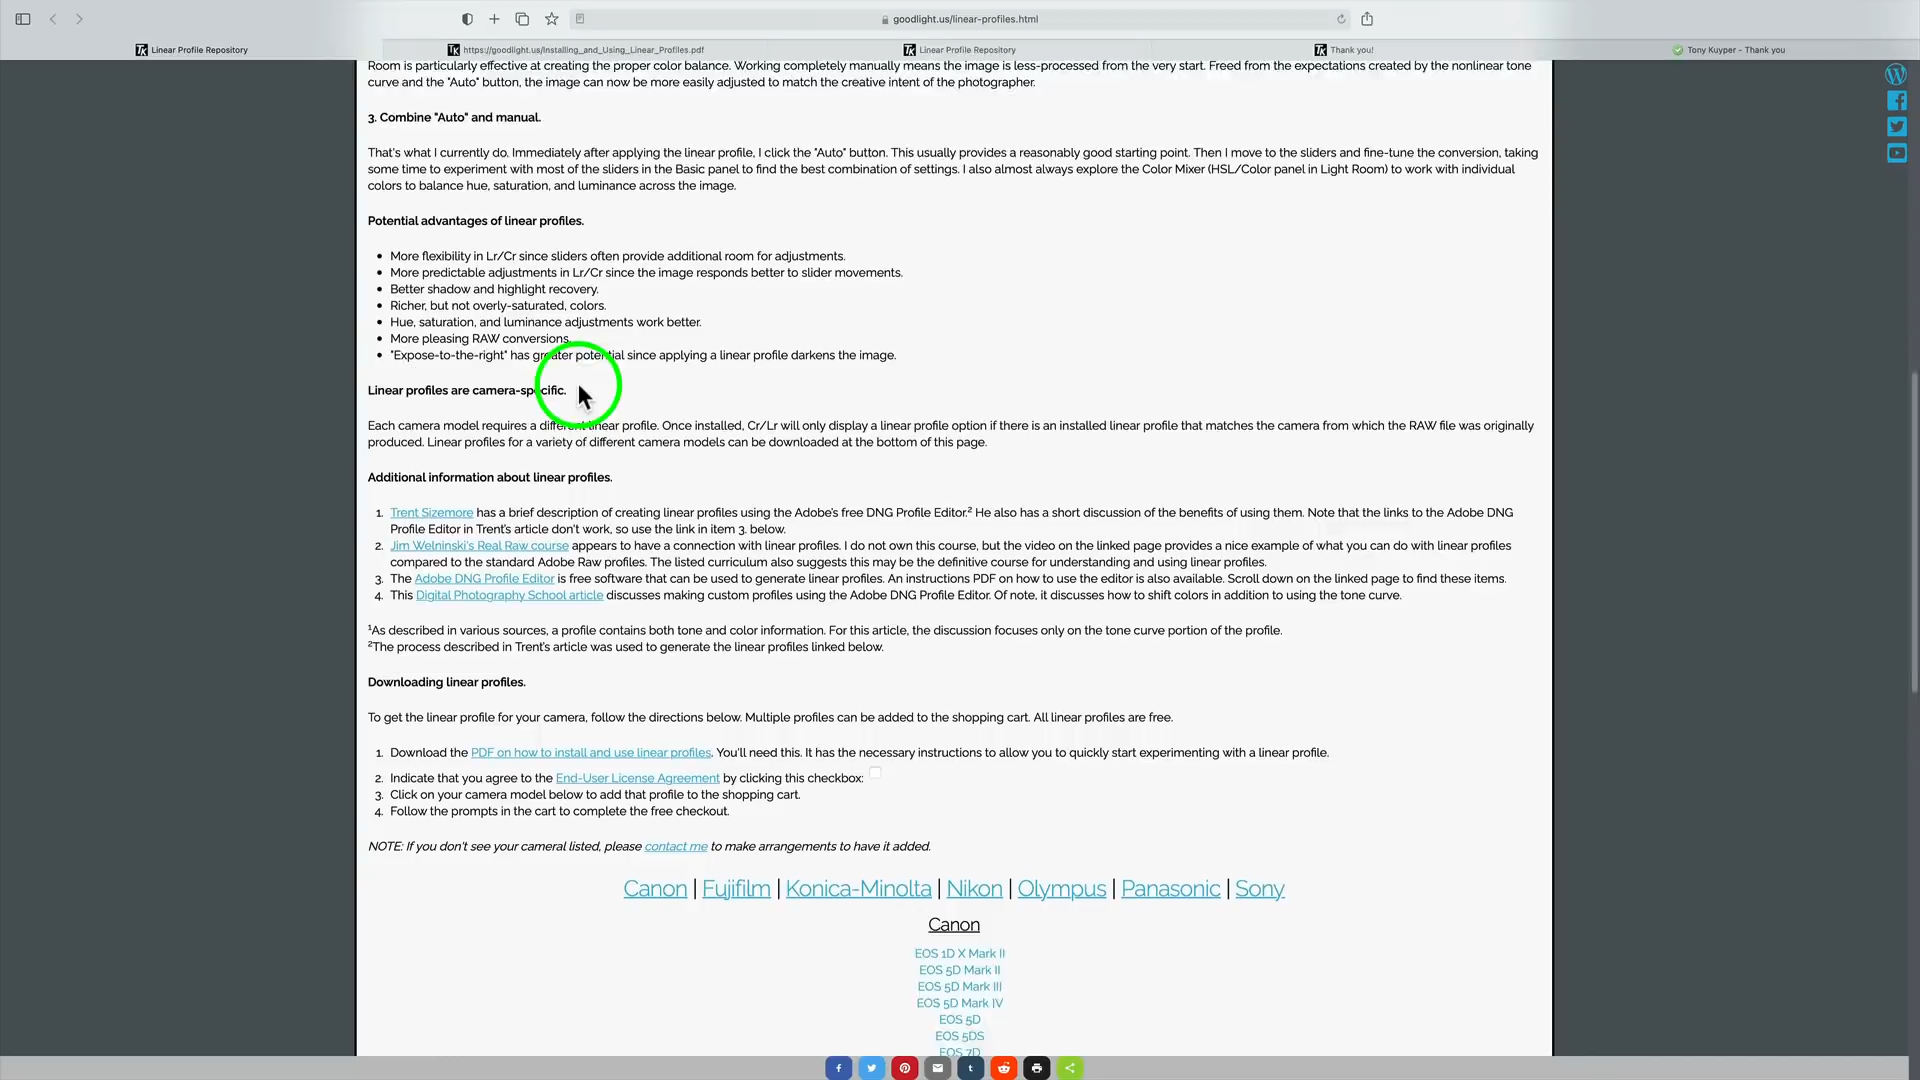 goodlight.us/linear-profiles.html
Linear Profile Repository
https://goodlight.us/Installing_and_Using_Linear_Profiles.pdf
Linear Profile Repository
Thank you!
Tony Kuyper - Thank you
Room is particularly effective at creating the proper color balance. Working completely manually means the image is less-processed from the very start. Freed from the expectations created by the nonlinear tone
curve and the "Auto" button, the image can now be more easily adjusted to match the creative intent of the photographer.
3. Combine "Auto" and manual.
That's what I currently do. Immediately after applying the linear profile, I click the "Auto" button. This usually provides a reasonably good starting point. Then I move to the sliders and fine-tune the conversion, taking
some time to experiment with most of the sliders in the Basic panel to find the best combination of settings. I also almost always explore the Color Mixer (HSL/Color panel in Light Room) to work with individual
colors to balance hue, saturation, and luminance across the image.
Potential advantages of linear profiles.
• More flexibility in Lr/Cr since sliders often provide additional room for adjustments.
• More predictable adjustments in Lr/Cr since the image responds better to slider movements.
• Better shadow and highlight recovery.
• Richer, but not overly-saturated, colors.
• Hue, saturation, and luminance adjustments work better.
• More pleasing RAW conversions.
• "Expose-to-the-right" has greater potential since applying a linear profile darkens the image.
Linear profiles are camera-specific.
Each camera model requires a different linear profile. Once installed, Cr/Lr will only display a linear profile option if there is an installed linear profile that matches the camera from which the RAW file was originally
produced. Linear profiles for a variety of different camera models can be downloaded at the bottom of this page.
Additional information about linear profiles.
1. Trent Sizemore has a brief description of creating linear profiles using the Adobe's free DNG Profile Editor.² He also has a short discussion of the benefits of using them. Note that the links to the Adobe DNG
Profile Editor in Trent's article don't work, so use the link in item 3. below.
2. Jim Welninski's Real Raw course appears to have a connection with linear profiles. I do not own this course, but the video on the linked page provides a nice example of what you can do with linear profiles
compared to the standard Adobe Raw profiles. The listed curriculum also suggests this may be the definitive course for understanding and using linear profiles.
3. The Adobe DNG Profile Editor is free software that can be used to generate linear profiles. An instructions PDF on how to use the editor is also available. Scroll down on the linked page to find these items.
4. This Digital Photography School article discusses making custom profiles using the Adobe DNG Profile Editor. Of note, it discusses how to shift colors in addition to using the tone curve.
¹As described in various sources, a profile contains both tone and color information. For this article, the discussion focuses only on the tone curve portion of the profile.
²The process described in Trent's article was used to generate the linear profiles linked below.
Downloading linear profiles.
To get the linear profile for your camera, follow the directions below. Multiple profiles can be added to the shopping cart. All linear profiles are free.
1. Download the PDF on how to install and use linear profiles. You'll need this. It has the necessary instructions to allow you to quickly start experimenting with a linear profile.
2. Indicate that you agree to the End-User License Agreement by clicking this checkbox:
3. Click on your camera model below to add that profile to the shopping cart.
4. Follow the prompts in the cart to complete the free checkout.
NOTE: If you don't see your cameral listed, please contact me to make arrangements to have it added.
Canon | Fujifilm | Konica-Minolta | Nikon | Olympus | Panasonic | Sony
Canon
EOS 1D X Mark II
EOS 5D Mark II
EOS 5D Mark III
EOS 5D Mark IV
EOS 5D
EOS 5DS
EOS 7D